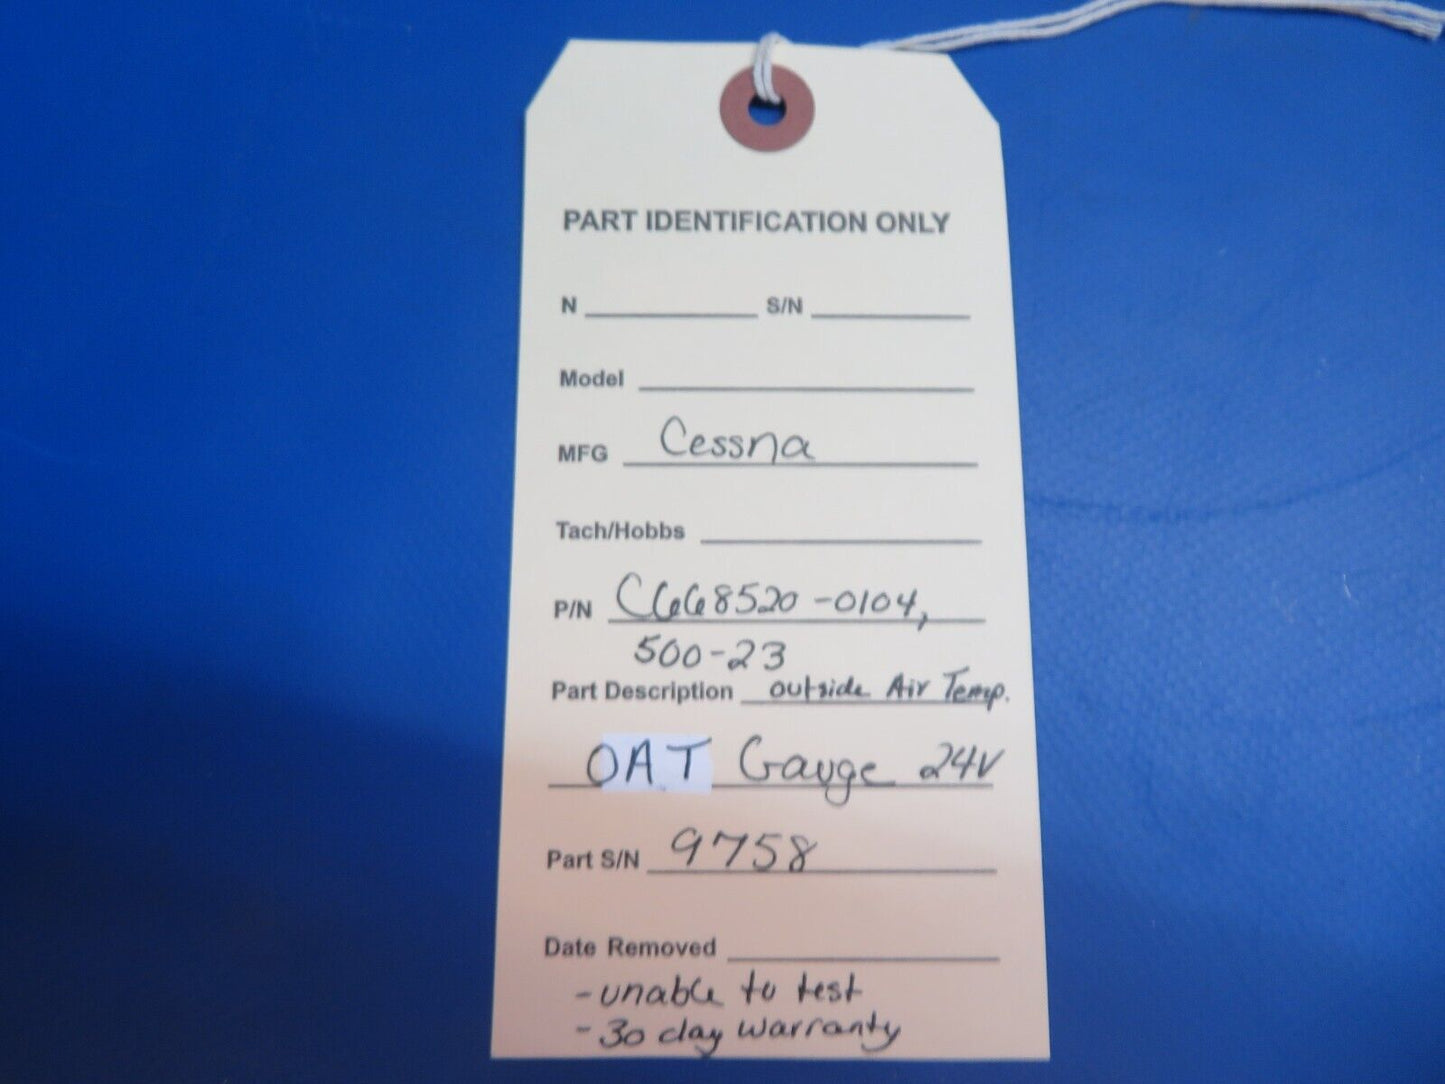 PART IDENTIFICATION ONLY
N S/N
Model
MFG Cessna
Tach/Hobbs
P/N C668520-0104,
500-23
Part Description outside Air Temp.
OAT Gauge 24V
Part S/N 9758
Date Removed
- unable to test
- 30 day warranty